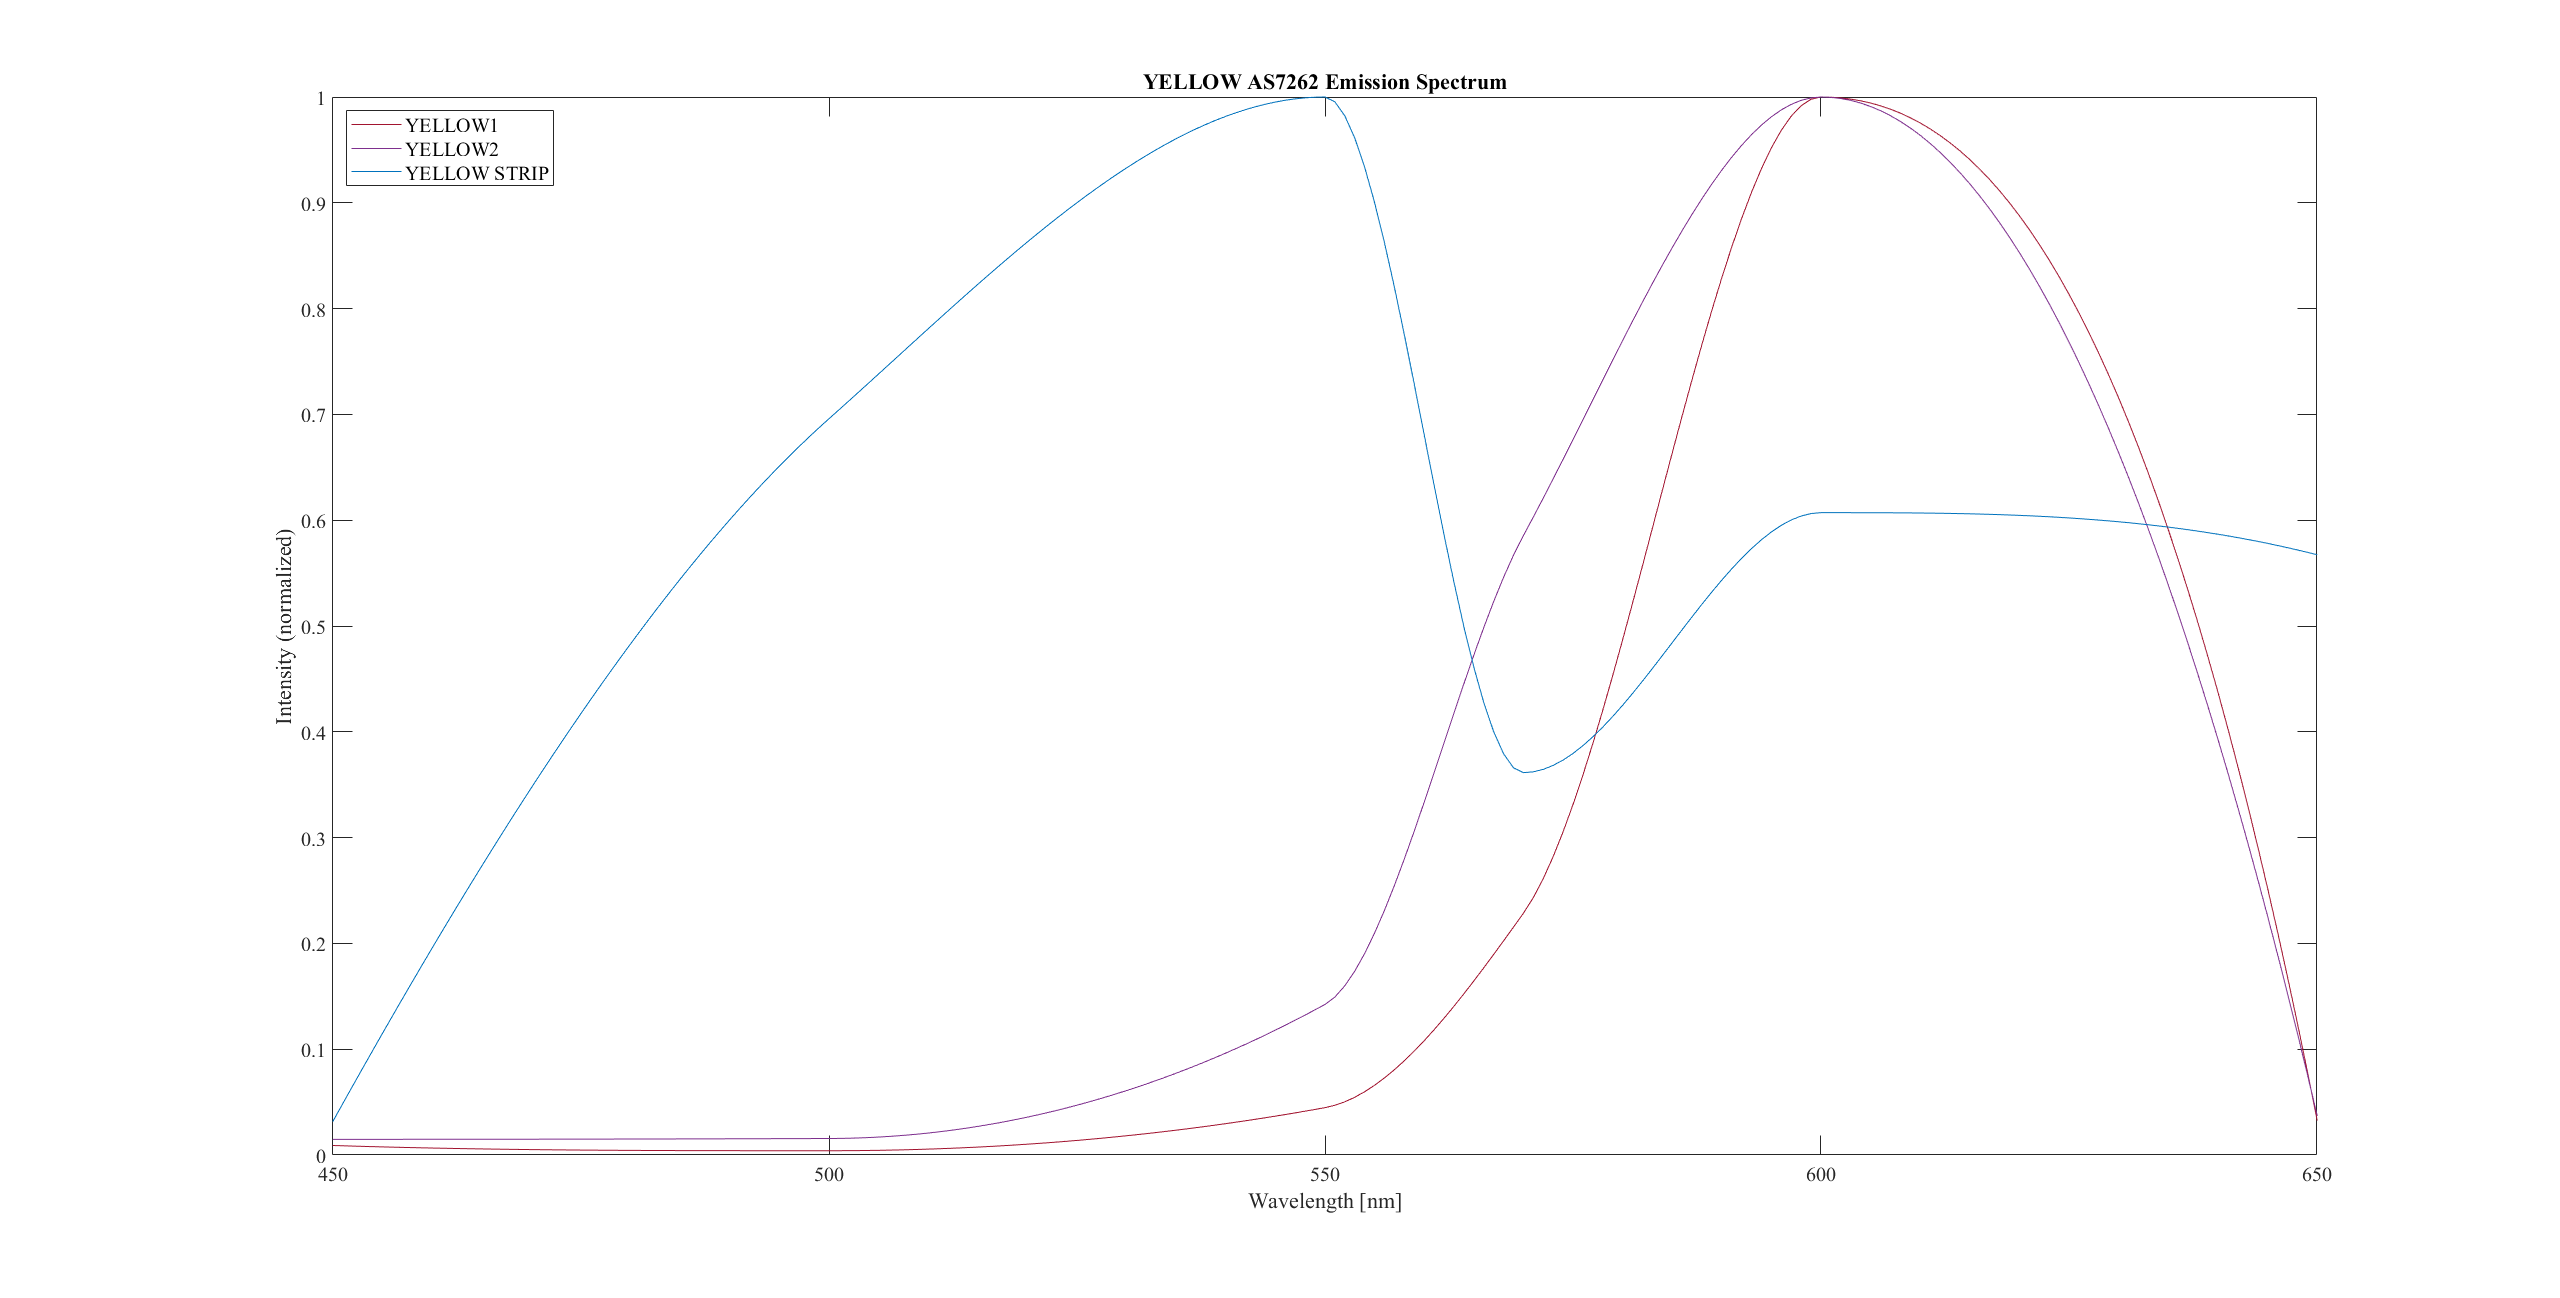 YELLOW AS7262 Emission Spectrum
YELLOW1
YELLOW2
YELLOW STRIP
Intensity (normalized)
1
0.9
0.8
0.7
0.6
0.5
0.4
0.3
0.2
0.1
0
450 500 550 600 650
Wavelength [nm]